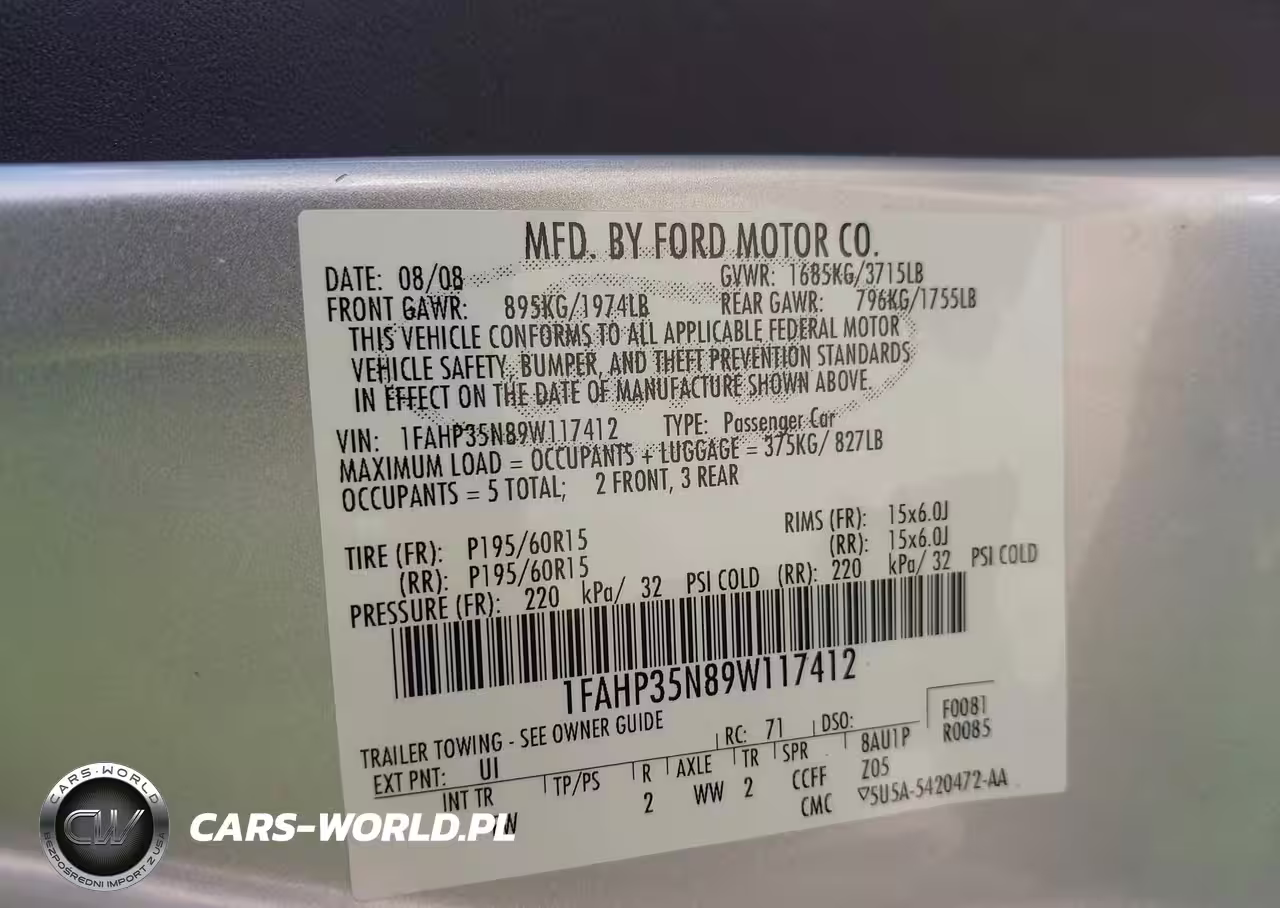 MFD. BY FORD MOTOR CO.
DATE: 08/08 GVWR: 1685KG/3715LB
FRONT GAWR: 895KG/1974LB REAR GAWR: 796KG/1755LB
THIS VEHICLE CONFORMS TO ALL APPLICABLE FEDERAL MOTOR
VEHICLE SAFETY, BUMPER, AND THEFT PREVENTION STANDARDS
IN EFFECT ON THE DATE OF MANUFACTURE SHOWN ABOVE.
VIN: 1FAHP35N89W117412 TYPE: Passenger Car
MAXIMUM LOAD = OCCUPANTS + LUGGAGE = 375KG/ 827LB
OCCUPANTS = 5 TOTAL; 2 FRONT, 3 REAR
TIRE (FR): P195/60R15 RIMS (FR): 15x6.0J
(RR): P195/60R15 (RR): 15x6.0J
PRESSURE (FR): 220 kPa/ 32 PSI COLD (RR): 220 kPa/ 32 PSI COLD
1FAHP35N89W117412
TRAILER TOWING - SEE OWNER GUIDE
EXT PNT: UI RC: 71 DSO: F0081
R0085
INT TR TP/PS R AXLE TR SPR 8AU1P
2 WW 2 CCFF Z05
CMC ▽5U5A-5420472-AA
CARS-WORLD
CW
BEZPOŚREDNI IMPORT Z USA
CARS-WORLD.PL